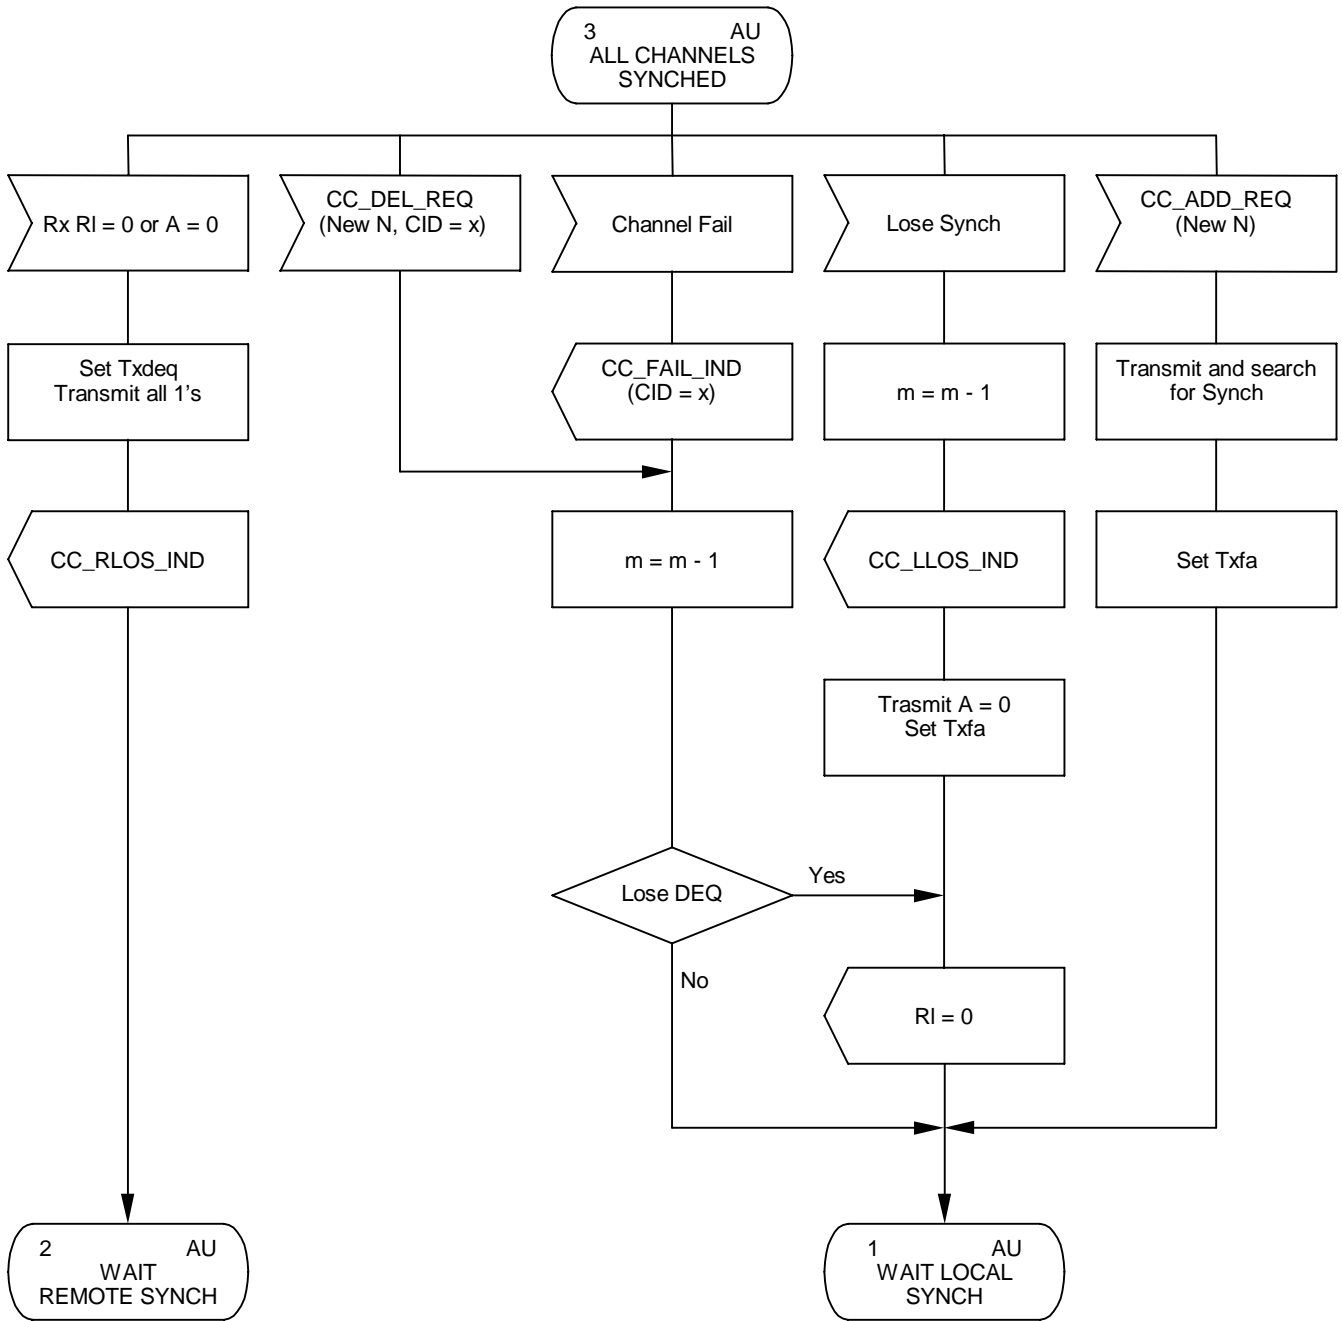 3 AU
ALL CHANNELS
SYNCHED
Rx RI = 0 or A = 0
CC_DEL_REQ
(New N, CID = x)
Channel Fail
Lose Synch
CC_ADD_REQ
(New N)
Set Txdeq
Transmit all 1's
CC_FAIL_IND
(CID = x)
m = m - 1
Transmit and search
for Synch
CC_RLOS_IND
m = m - 1
CC_LLOS_IND
Set Txfa
Trasmit A = 0
Set Txfa
Lose DEQ
Yes
No
RI = 0
2 AU
WAIT
REMOTE SYNCH
1 AU
WAIT LOCAL
SYNCH